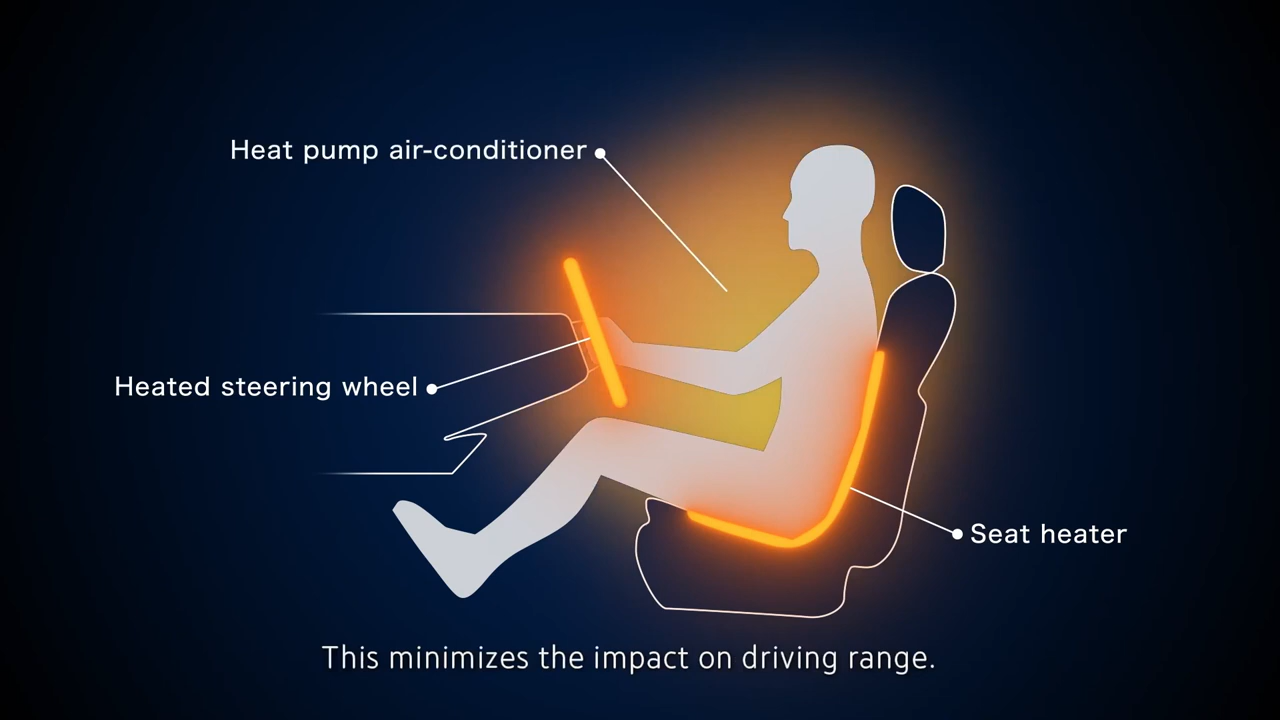 Heat pump air-conditioner
Heated steering wheel
Seat heater
This minimizes the impact on driving range.